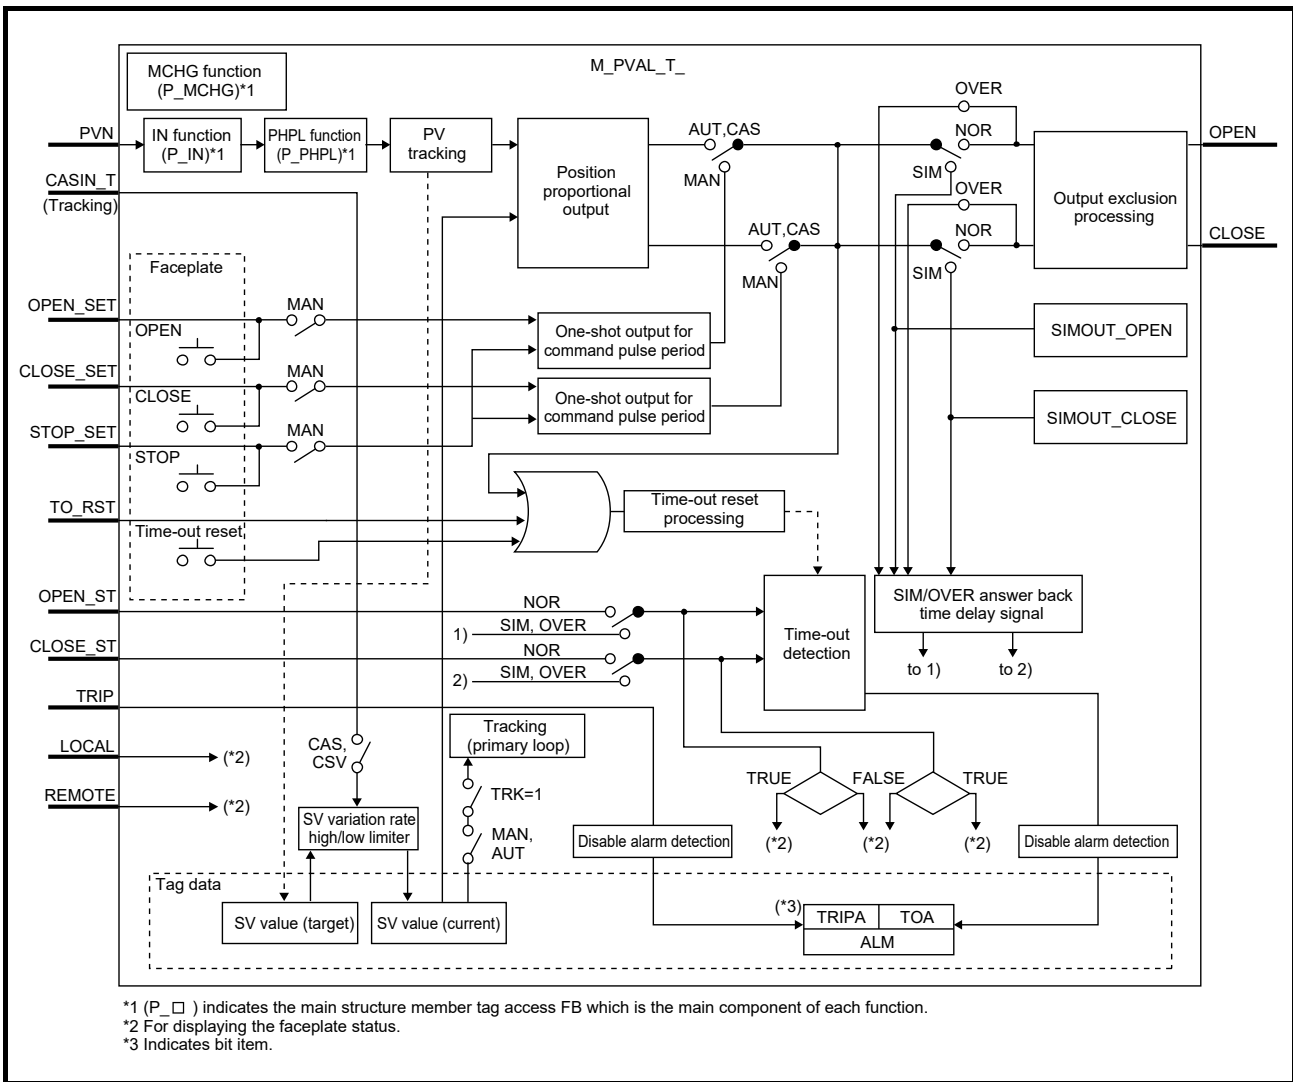 M_PVAL_T_
MCHG function
(P_MCHG)*1
PVN
IN function
(P_IN)*1
PHPL function
(P_PHPL)*1
PV
tracking
CASIN_T
(Tracking)
Position
proportional
output
AUT,CAS
MAN
AUT,CAS
MAN
OVER
NOR
SIM
OVER
NOR
SIM
Output exclusion
processing
OPEN
CLOSE
Faceplate
OPEN_SET
OPEN
MAN
One-shot output for
command pulse period
SIMOUT_OPEN
CLOSE_SET
CLOSE
MAN
One-shot output for
command pulse period
SIMOUT_CLOSE
STOP_SET
STOP
MAN
TO_RST
Time-out reset
Time-out reset
processing
OPEN_ST
NOR
1)
SIM, OVER
CLOSE_ST
NOR
2)
SIM, OVER
Time-out
detection
SIM/OVER answer back
time delay signal
to 1)
to 2)
TRIP
LOCAL
(*2)
REMOTE
(*2)
CAS,
CSV
Tracking
(primary loop)
TRK=1
MAN,
AUT
SV variation rate
high/low limiter
TRUE
FALSE
TRUE
(*2)
(*2)
(*2)
Disable alarm detection
Disable alarm detection
Tag data
SV value (target)
SV value (current)
(*3)
TRIPA
TOA
ALM
*1 (P_□ ) indicates the main structure member tag access FB which is the main component of each function.
*2 For displaying the faceplate status.
*3 Indicates bit item.